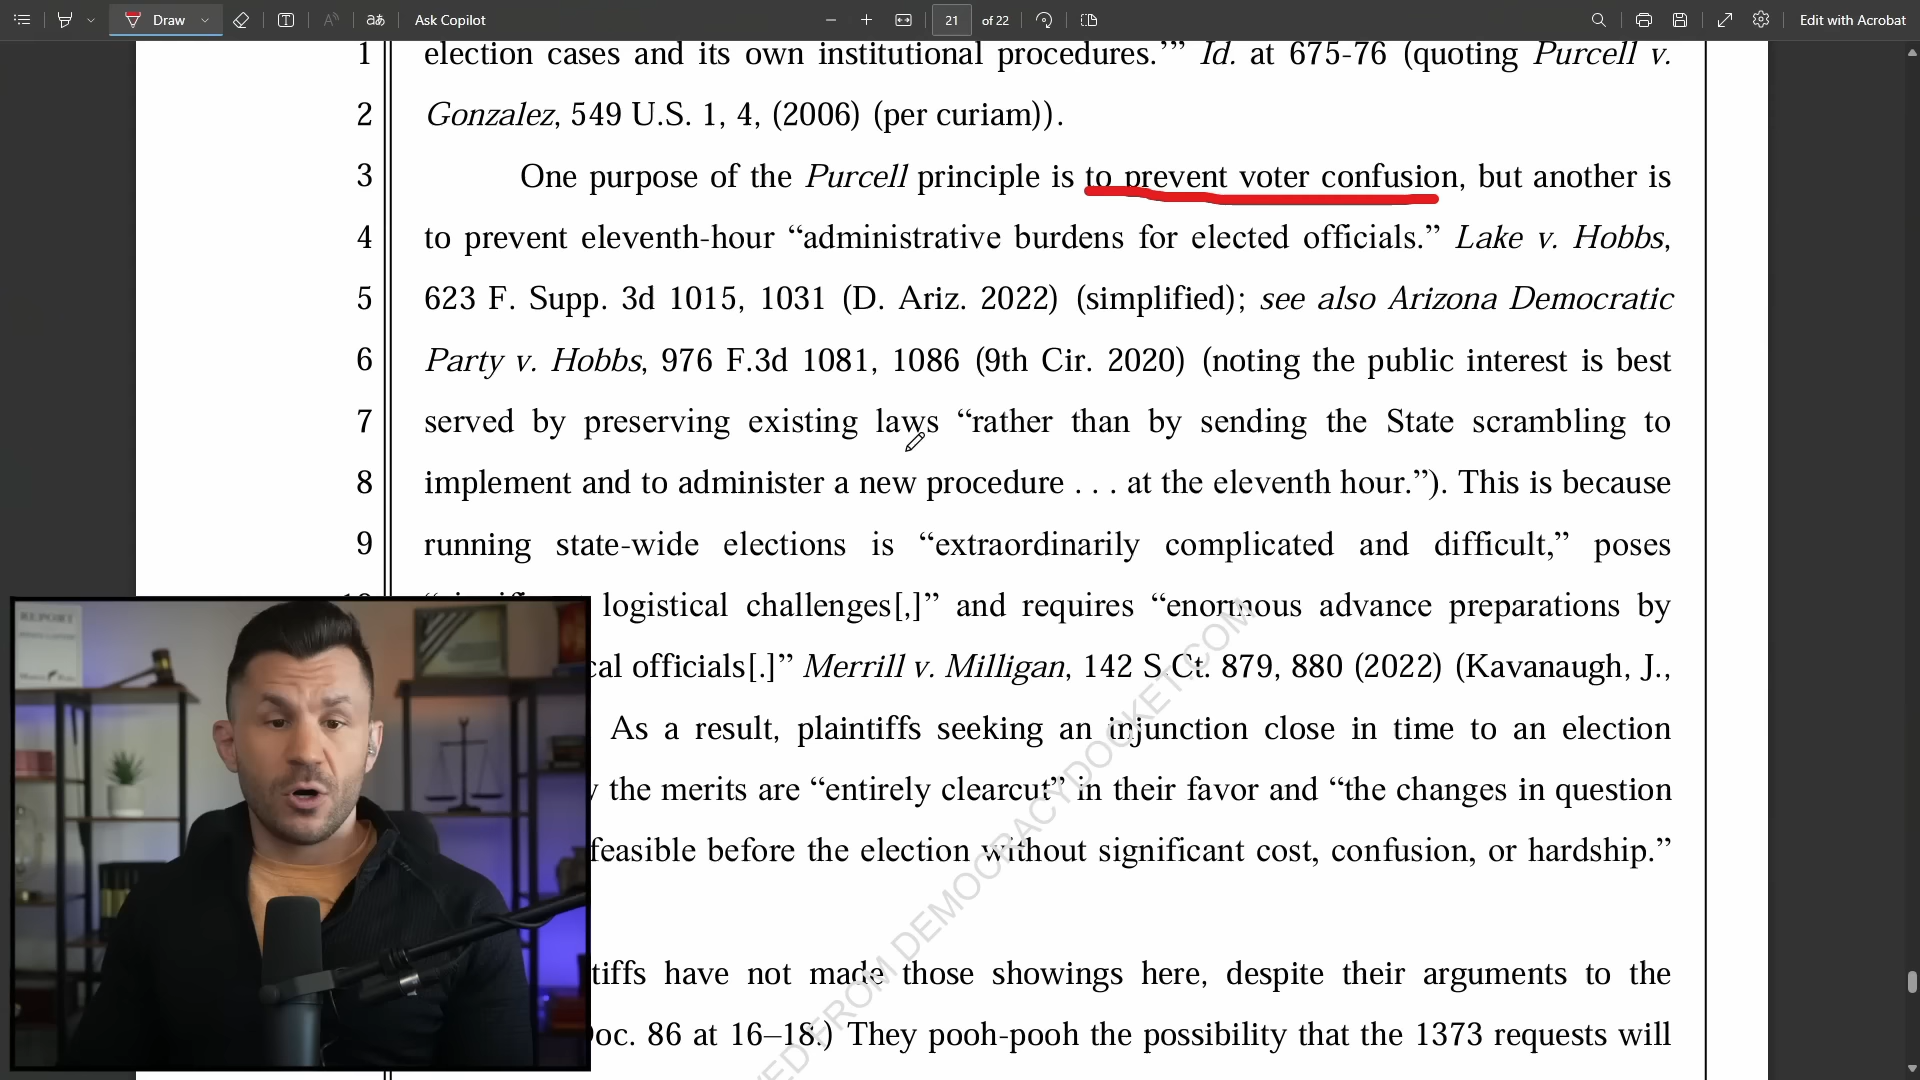 Draw
Ask Copilot
21 of 22
Edit with Acrobat
1 election cases and its own institutional procedures.’” Id. at 675-76 (quoting Purcell v.
2 Gonzalez, 549 U.S. 1, 4, (2006) (per curiam)).
3 One purpose of the Purcell principle is to prevent voter confusion, but another is
4 to prevent eleventh-hour “administrative burdens for elected officials.” Lake v. Hobbs,
5 623 F. Supp. 3d 1015, 1031 (D. Ariz. 2022) (simplified); see also Arizona Democratic
6 Party v. Hobbs, 976 F.3d 1081, 1086 (9th Cir. 2020) (noting the public interest is best
7 served by preserving existing laws “rather than by sending the State scrambling to
8 implement and to administer a new procedure . . . at the eleventh hour.”). This is because
9 running state-wide elections is “extraordinarily complicated and difficult,” poses
logistical challenges[,]” and requires “enormous advance preparations by
cal officials[.]” Merrill v. Milligan, 142 S.Ct. 879, 880 (2022) (Kavanaugh, J.,
As a result, plaintiffs seeking an injunction close in time to an election
y the merits are “entirely clearcut” in their favor and “the changes in question
feasible before the election without significant cost, confusion, or hardship.”
tiffs have not made those showings here, despite their arguments to the
Doc. 86 at 16–18.) They pooh-pooh the possibility that the 1373 requests will
ED FROM DEMOCRACYDOCKET.COM
REPORT